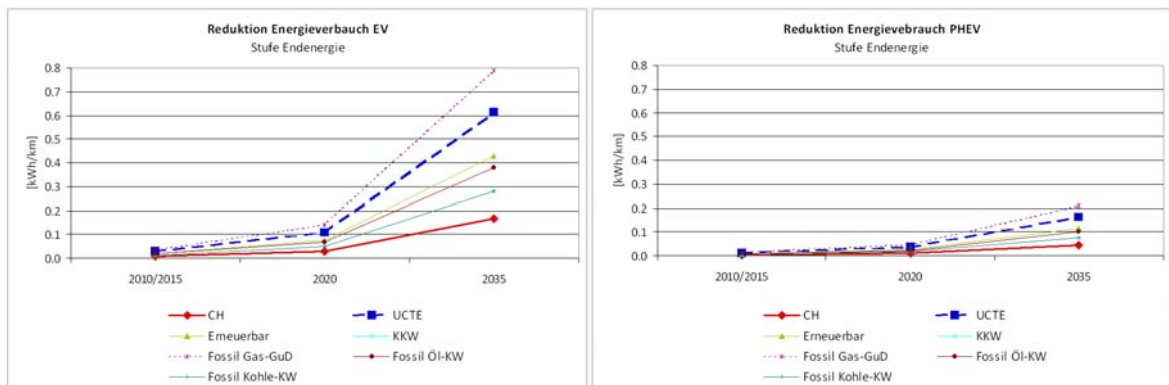 Reduktion Energieverbauch EV
Stufe Endenergie
0.8
0.7
0.6
0.5
0.4
0.3
0.2
0.1
0.0
[kWh/km]
2010/2015 2020 2035
CH UCTE
Erneuerbar KKW
Fossil Gas-GuD Fossil Öl-KW
Fossil Kohle-KW
Reduktion Energievebrauch PHEV
Stufe Endenergie
0.8
0.7
0.6
0.5
0.4
0.3
0.2
0.1
0.0
[kWh/km]
2010/2015 2020 2035
CH UCTE
Erneuerbar KKW
Fossil Gas-GuD Fossil Öl-KW
Fossil Kohle-KW